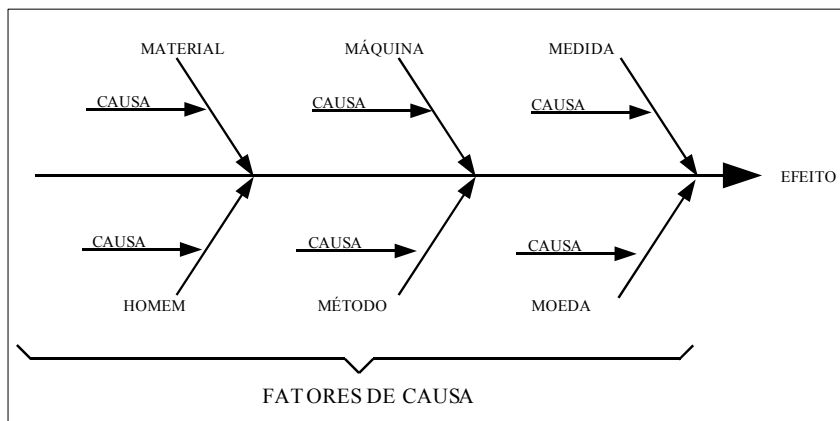 MATERIAL MÁQUINA MEDIDA
CAUSA CAUSA CAUSA
EFEITO
CAUSA CAUSA CAUSA
HOMEM MÉTODO MOEDA
FATORES DE CAUSA